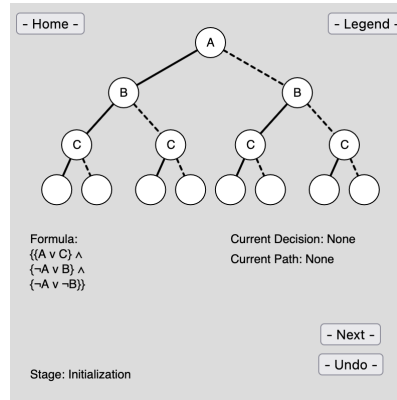 - Home -
- Legend -
A
B
B
C
C
C
C
Formula:
{{A v C} ∧
{¬A v B} ∧
{¬A v ¬B}}
Current Decision: None
Current Path: None
- Next -
- Undo -
Stage: Initialization